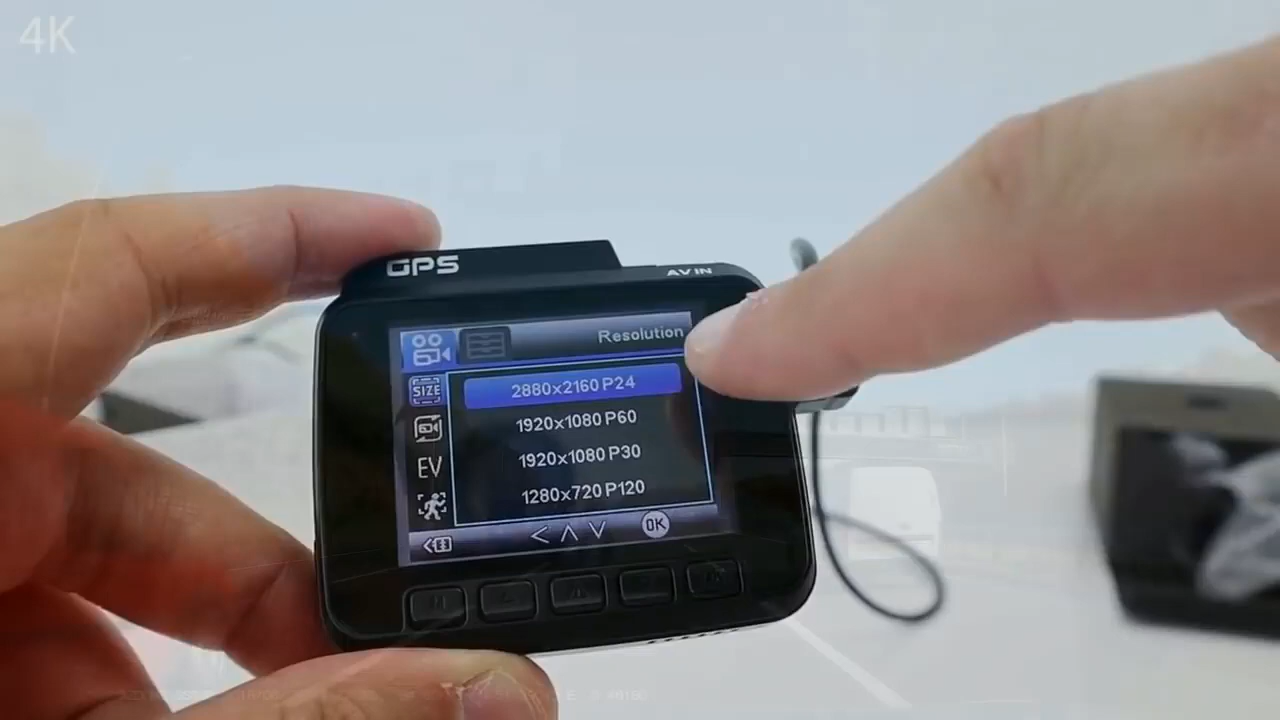 4K
GPS
AV IN
Resolution
SIZE
2880x2160 P24
1920x1080 P60
1920x1080 P30
EV
1280x720 P120
OK